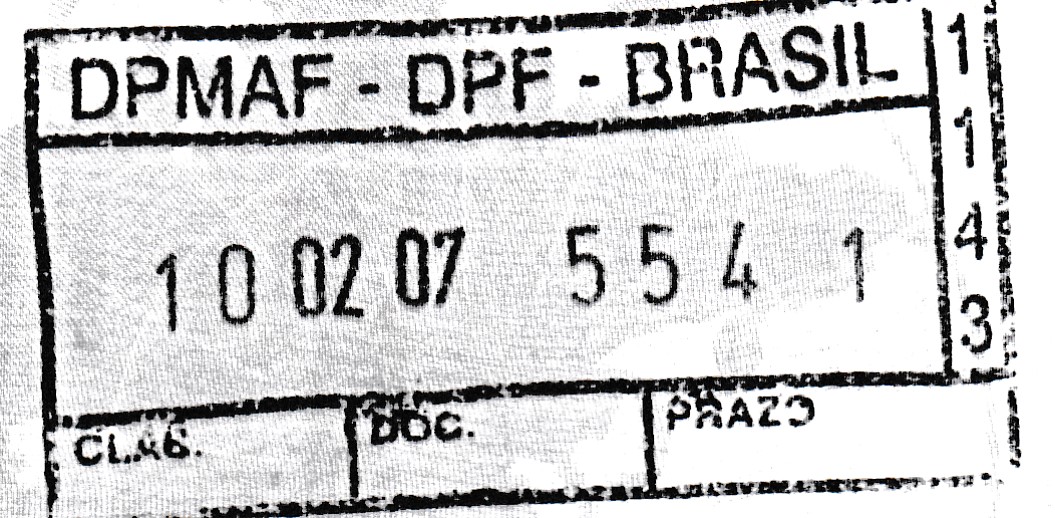 DPMAF - DPF - BRASIL
1 1 4 3
1 0 02 07 5 5 4 1
CLAS. DOC. PRAZO